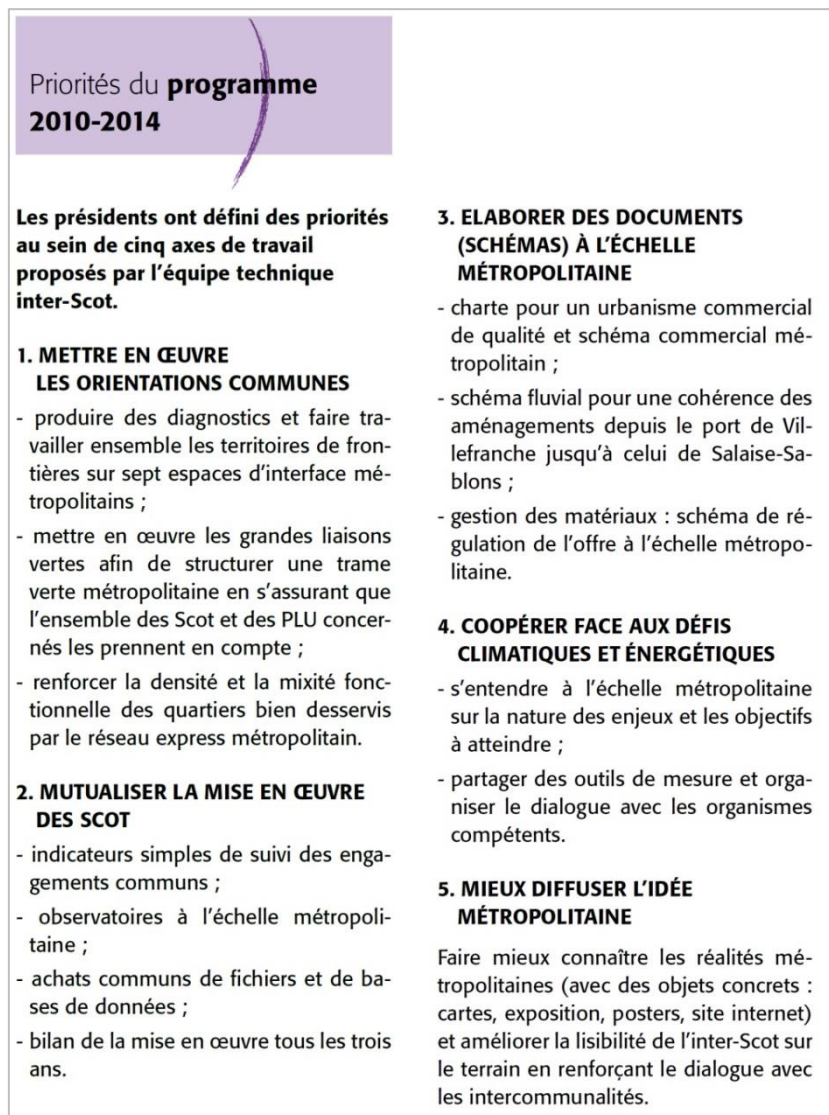 Priorités du programme
2010-2014
Les présidents ont défini des priorités
au sein de cinq axes de travail
proposés par l'équipe technique
inter-Scot.
1. METTRE EN ŒUVRE
LES ORIENTATIONS COMMUNES
- produire des diagnostics et faire tra-
vailler ensemble les territoires de fron-
tières sur sept espaces d'interface mé-
tropolitains ;
- mettre en œuvre les grandes liaisons
vertes afin de structurer une trame
verte métropolitaine en s'assurant que
l'ensemble des Scot et des PLU concer-
nés les prennent en compte ;
- renforcer la densité et la mixité fonc-
tionnelle des quartiers bien desservis
par le réseau express métropolitain.
2. MUTUALISER LA MISE EN ŒUVRE
DES SCOT
- indicateurs simples de suivi des enga-
gements communs ;
- observatoires à l'échelle métropoli-
taine ;
- achats communs de fichiers et de ba-
ses de données ;
- bilan de la mise en œuvre tous les trois
ans.
3. ELABORER DES DOCUMENTS
(SCHÉMAS) À L'ÉCHELLE
MÉTROPOLITAINE
- charte pour un urbanisme commercial
de qualité et schéma commercial mé-
tropolitain ;
- schéma fluvial pour une cohérence des
aménagements depuis le port de Vil-
lefranche jusqu'à celui de Salaise-Sa-
blons ;
- gestion des matériaux : schéma de ré-
gulation de l'offre à l'échelle métropo-
litaine.
4. COOPÉRER FACE AUX DÉFIS
CLIMATIQUES ET ÉNERGÉTIQUES
- s'entendre à l'échelle métropolitaine
sur la nature des enjeux et les objectifs
à atteindre ;
- partager des outils de mesure et orga-
niser le dialogue avec les organismes
compétents.
5. MIEUX DIFFUSER L'IDÉE
MÉTROPOLITAINE
Faire mieux connaître les réalités mé-
tropolitaines (avec des objets concrets :
cartes, exposition, posters, site internet)
et améliorer la lisibilité de l'inter-Scot sur
le terrain en renforçant le dialogue avec
les intercommunalités.